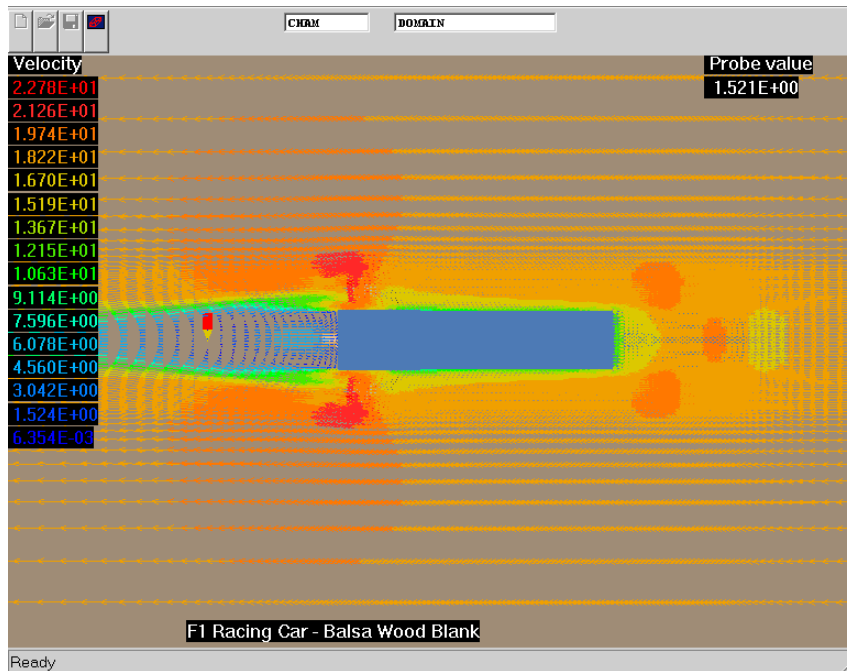 CHAM
DOMAIN
Velocity
Probe value
1.521E+00
2.278E+01
2.126E+01
1.974E+01
1.822E+01
1.670E+01
1.519E+01
1.367E+01
1.215E+01
1.063E+01
9.114E+00
7.596E+00
6.078E+00
4.560E+00
3.042E+00
1.524E+00
6.354E-03
F1 Racing Car - Balsa Wood Blank
Ready